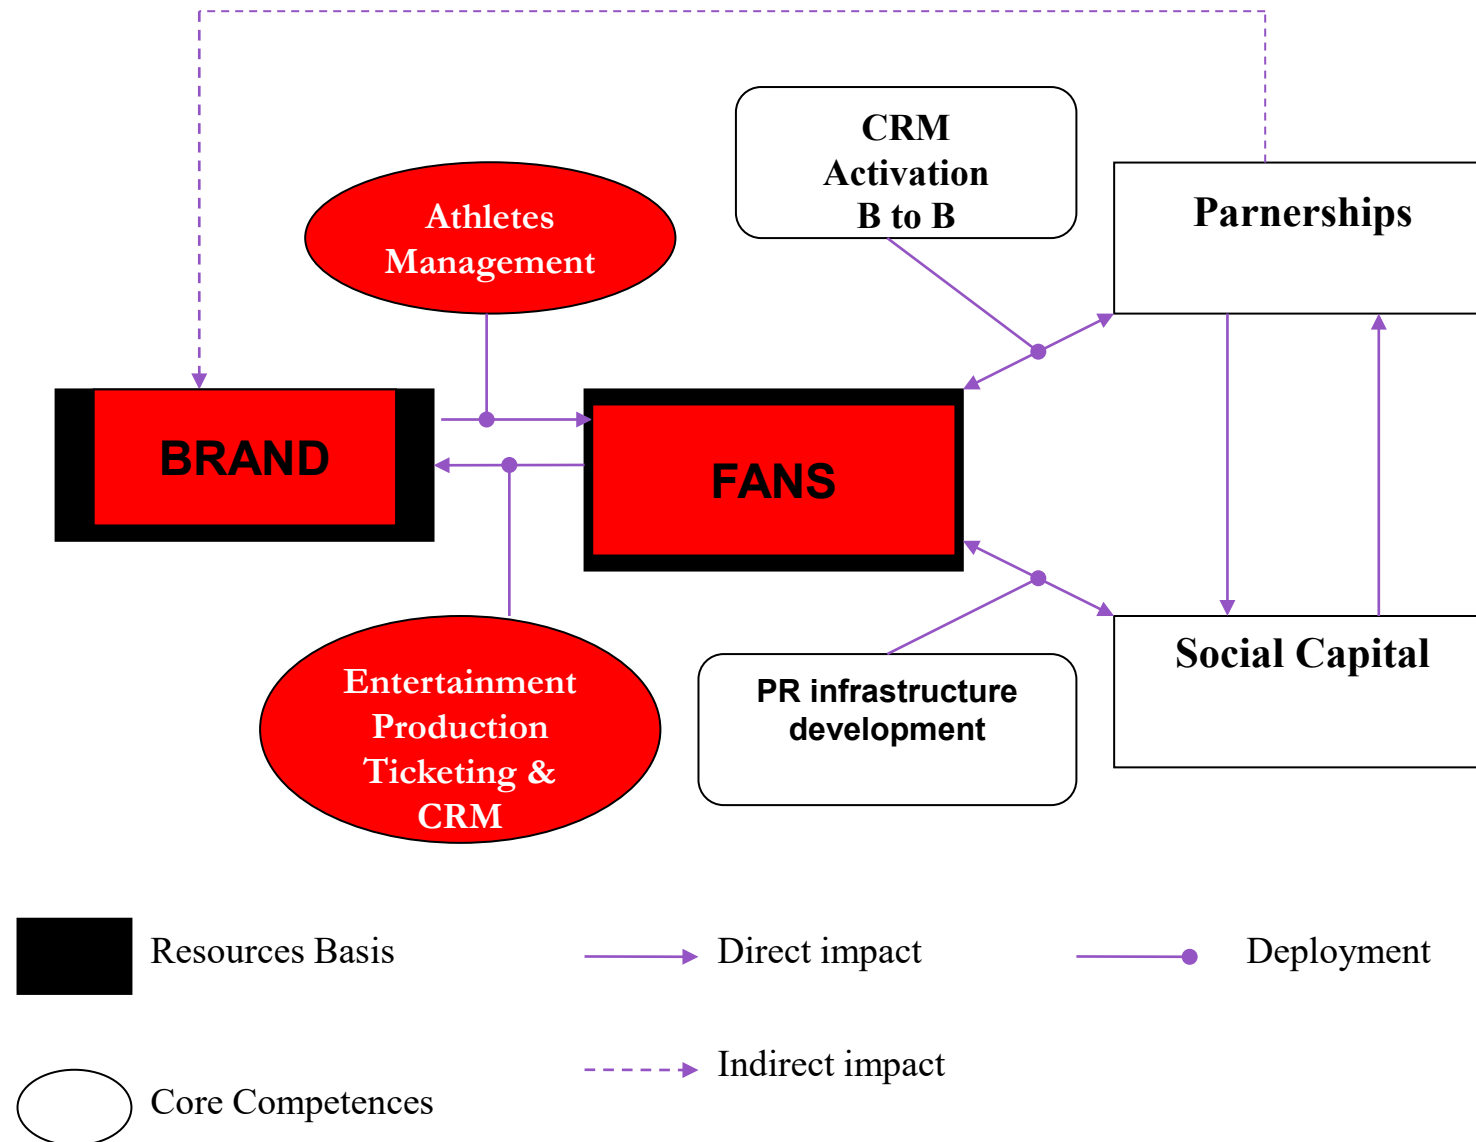 CRM
Activation
B to B
Parnerships
Athletes
Management
BRAND
FANS
Entertainment
Production
Ticketing &
CRM
PR infrastructure
development
Social Capital
Resources Basis
Direct impact
Deployment
Indirect impact
Core Competences